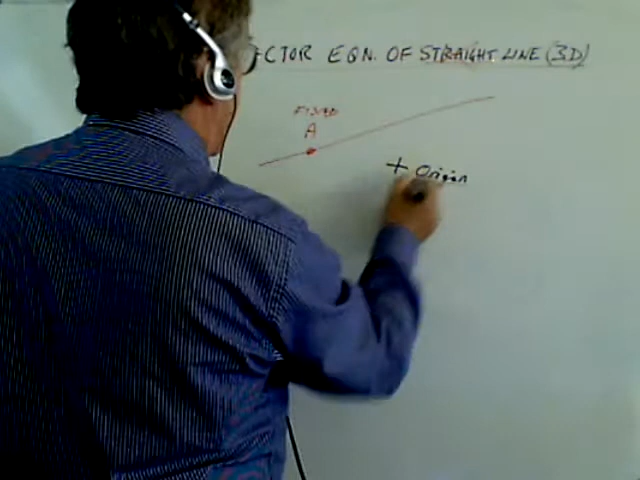 ECTOR EQN. OF STRAIGHT LINE (3D)
FIXED
A
+ Origin